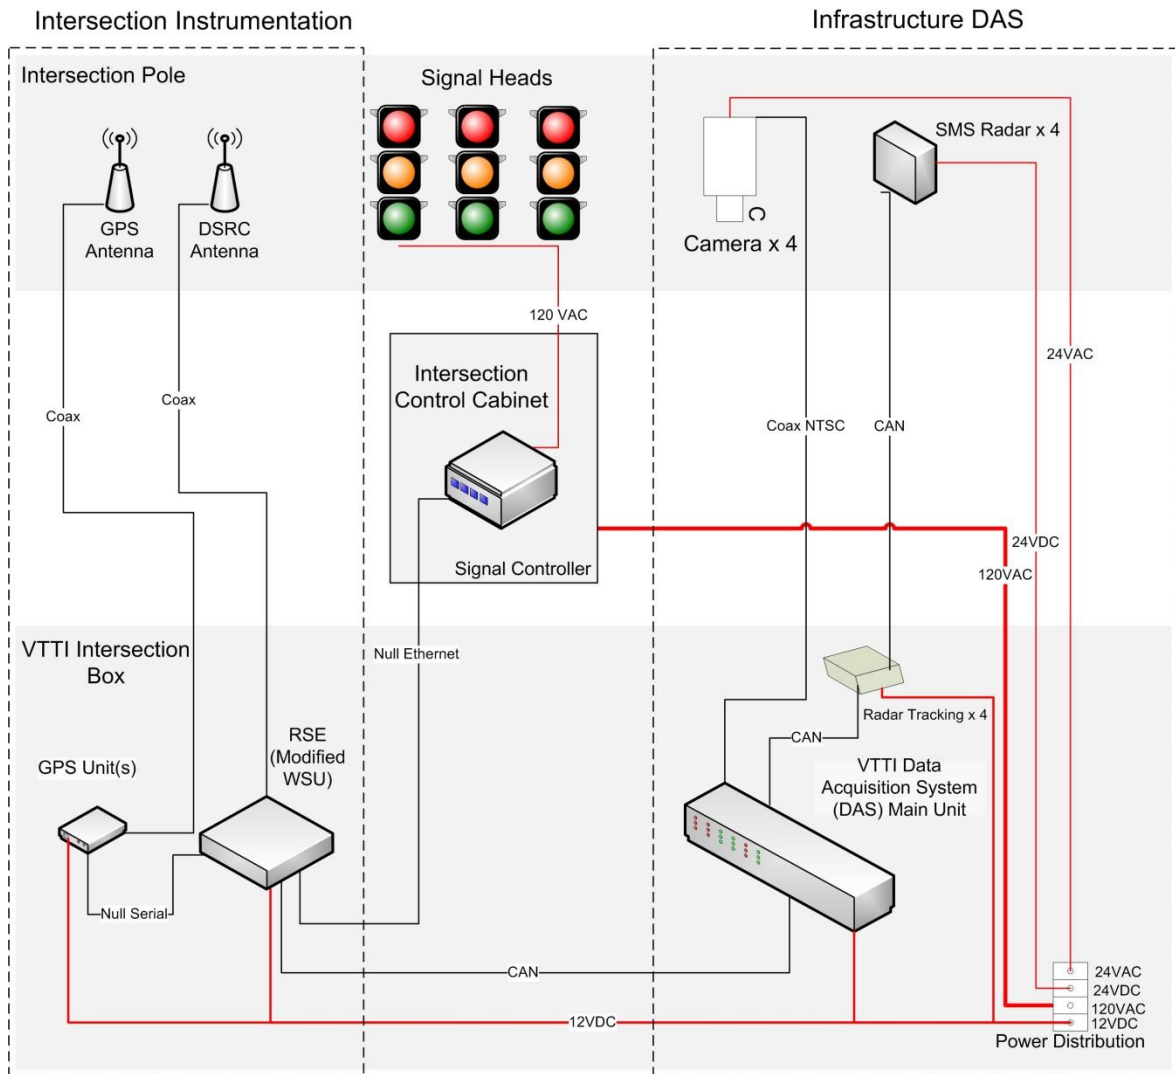 Intersection Instrumentation
Infrastructure DAS
Intersection Pole
Signal Heads
SMS Radar x 4
GPS
Antenna
DSRC
Antenna
Camera x 4
C
120 VAC
24VAC
Intersection
Control Cabinet
Coax
Coax
Coax NTSC
CAN
24VDC
120VAC
Signal Controller
VTTI Intersection
Box
Null Ethernet
Radar Tracking x 4
CAN
RSE
(Modified
WSU)
GPS Unit(s)
VTTI Data
Acquisition System
(DAS) Main Unit
Null Serial
CAN
24VAC
24VDC
120VAC
12VDC
12VDC
Power Distribution